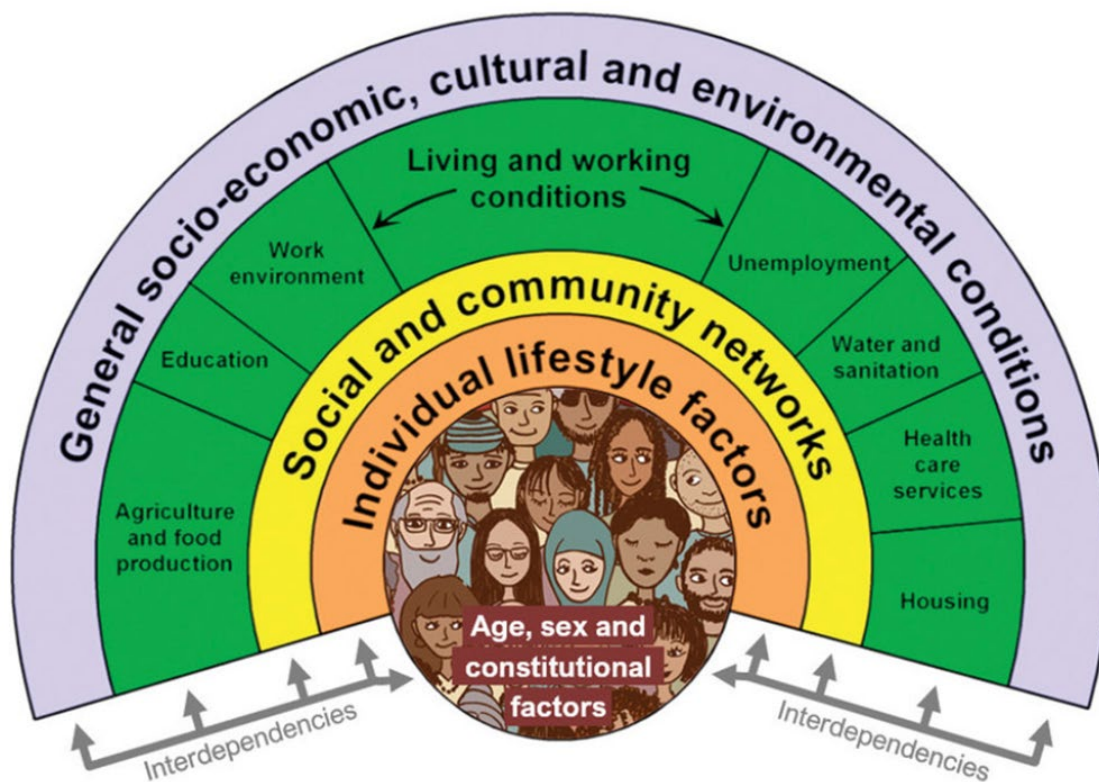 General socio-economic, cultural and environmental conditions
Living and working
conditions
Work
environment
Unemployment
Education
Water and
sanitation
Agriculture
and food
production
Health
care
services
Housing
Social and community networks
Individual lifestyle factors
Age, sex and
constitutional
factors
Interdependencies
Interdependencies